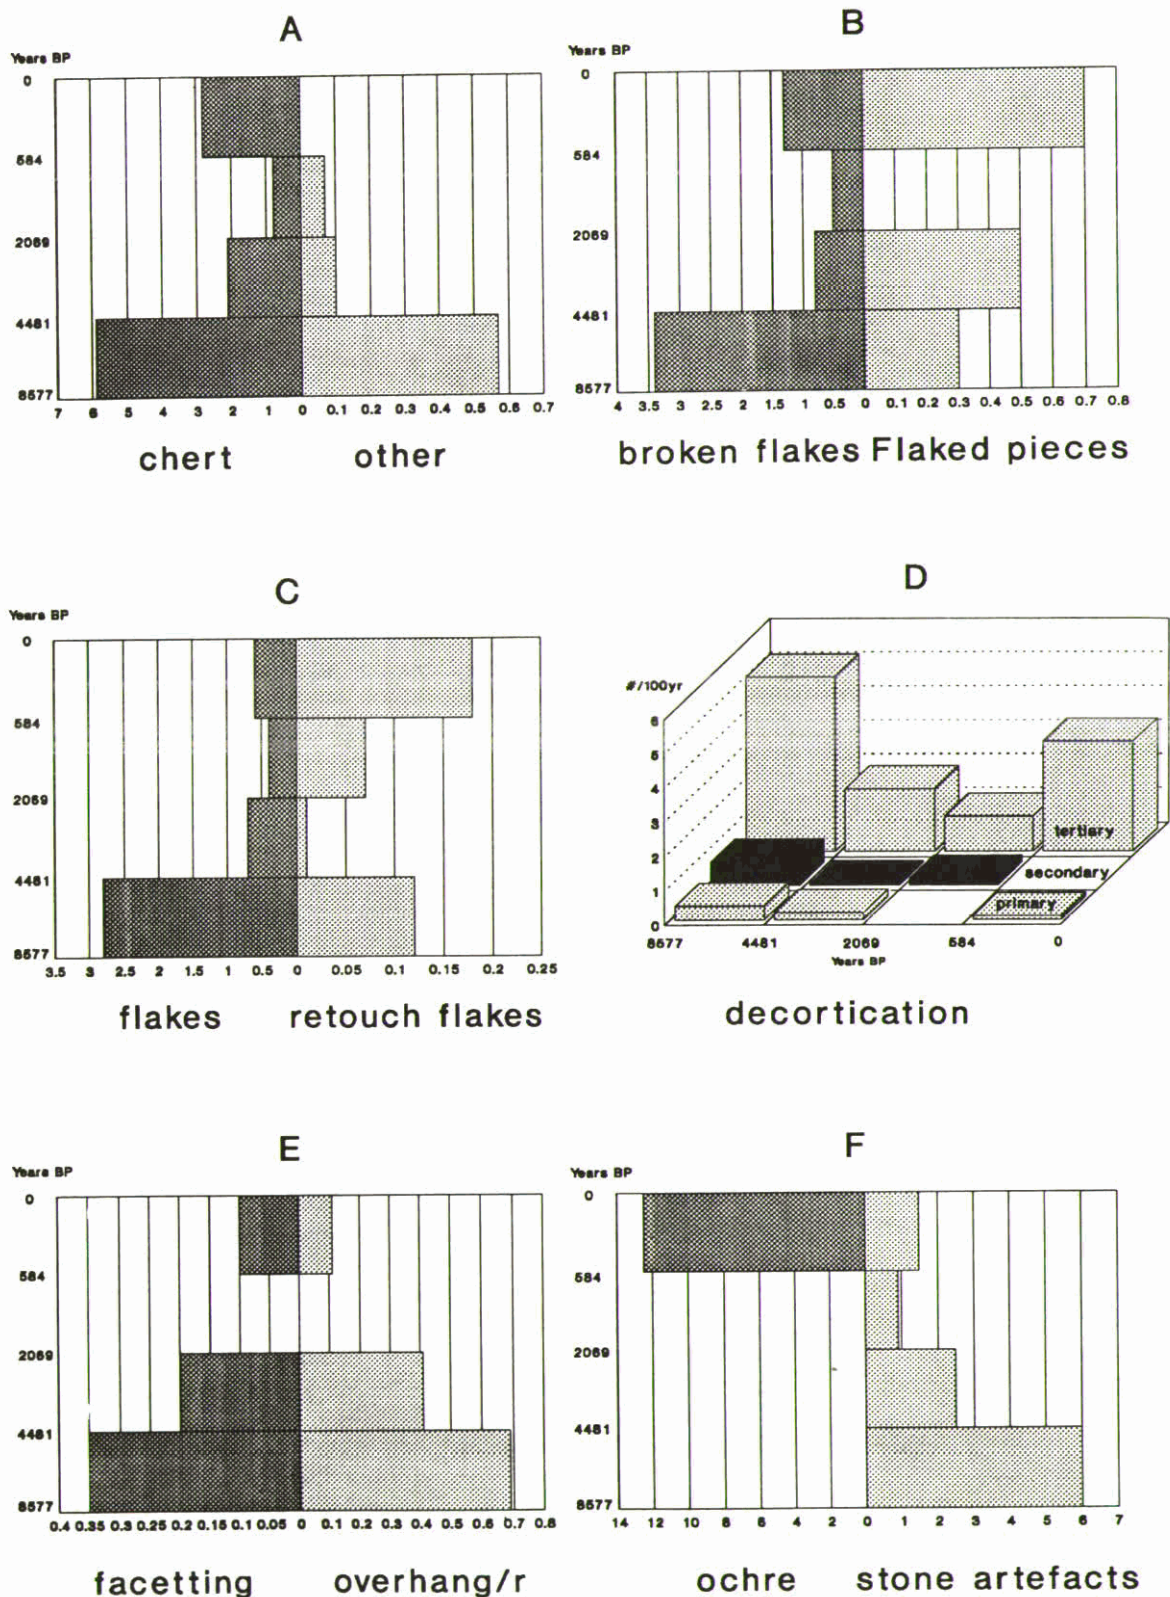 A
Years BP
0
584
2069
4481
8577
7 6 5 4 3 2 1 0 0.1 0.2 0.3 0.4 0.5 0.6 0.7
chert other
B
Years BP
0
584
2069
4481
8577
4 3.5 3 2.5 2 1.5 1 0.5 0 0.1 0.2 0.3 0.4 0.5 0.6 0.7 0.8
broken flakes Flaked pieces
C
Years BP
0
584
2069
4481
8577
3.5 3 2.5 2 1.5 1 0.5 0 0.05 0.1 0.15 0.2 0.25
flakes retouch flakes
D
#/100yr
6
5
4
3
2
1
0
tertiary
secondary
primary
8577 4481 2069 584 0
Years BP
decortication
E
Years BP
0
584
2069
4481
8577
0.4 0.35 0.3 0.25 0.2 0.15 0.1 0.05 0 0.1 0.2 0.3 0.4 0.5 0.6 0.7 0.8
facetting overhang/r
F
Years BP
0
584
2069
4481
8577
14 12 10 8 6 4 2 0 1 2 3 4 5 6 7
ochre stone artefacts